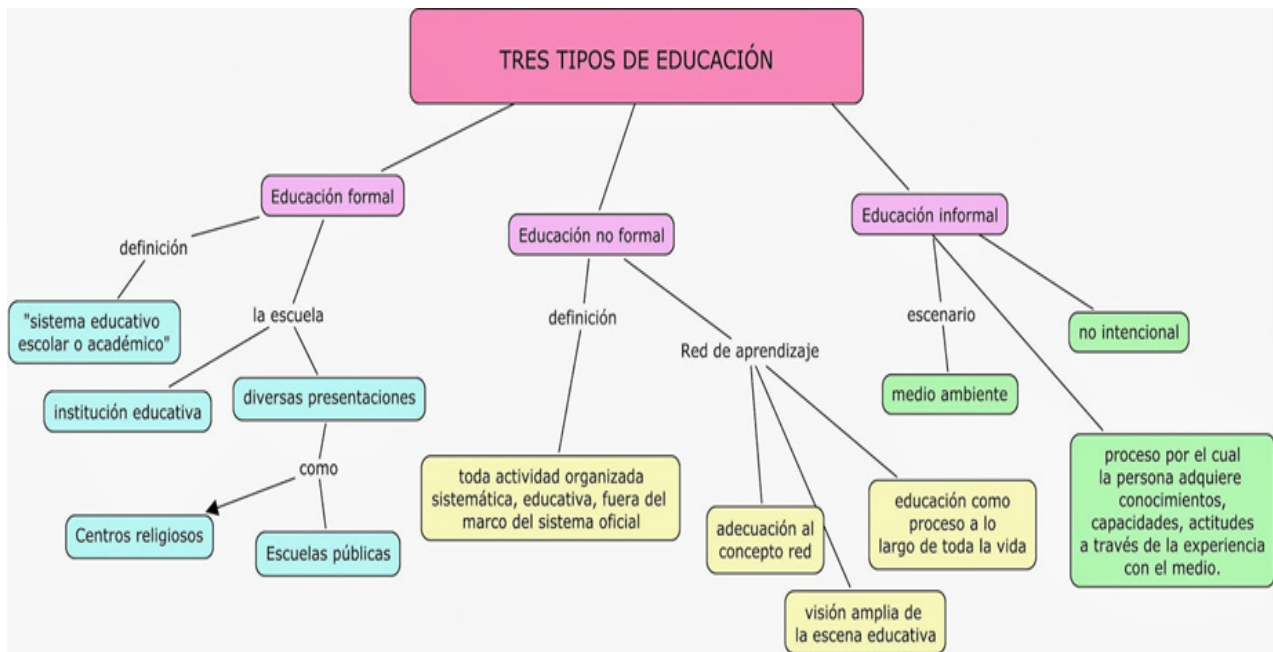 TRES TIPOS DE EDUCACIÓN
Educación formal
definición
"sistema educativo
escolar o académico"
la escuela
institución educativa
diversas presentaciones
como
Centros religiosos
Escuelas públicas
Educación no formal
definición
toda actividad organizada
sistemática, educativa, fuera del
marco del sistema oficial
Red de aprendizaje
adecuación al
concepto red
visión amplia de
la escena educativa
educación como
proceso a lo
largo de toda la vida
Educación informal
escenario
medio ambiente
no intencional
proceso por el cual
la persona adquiere
conocimientos,
capacidades, actitudes
a través de la experiencia
con el medio.